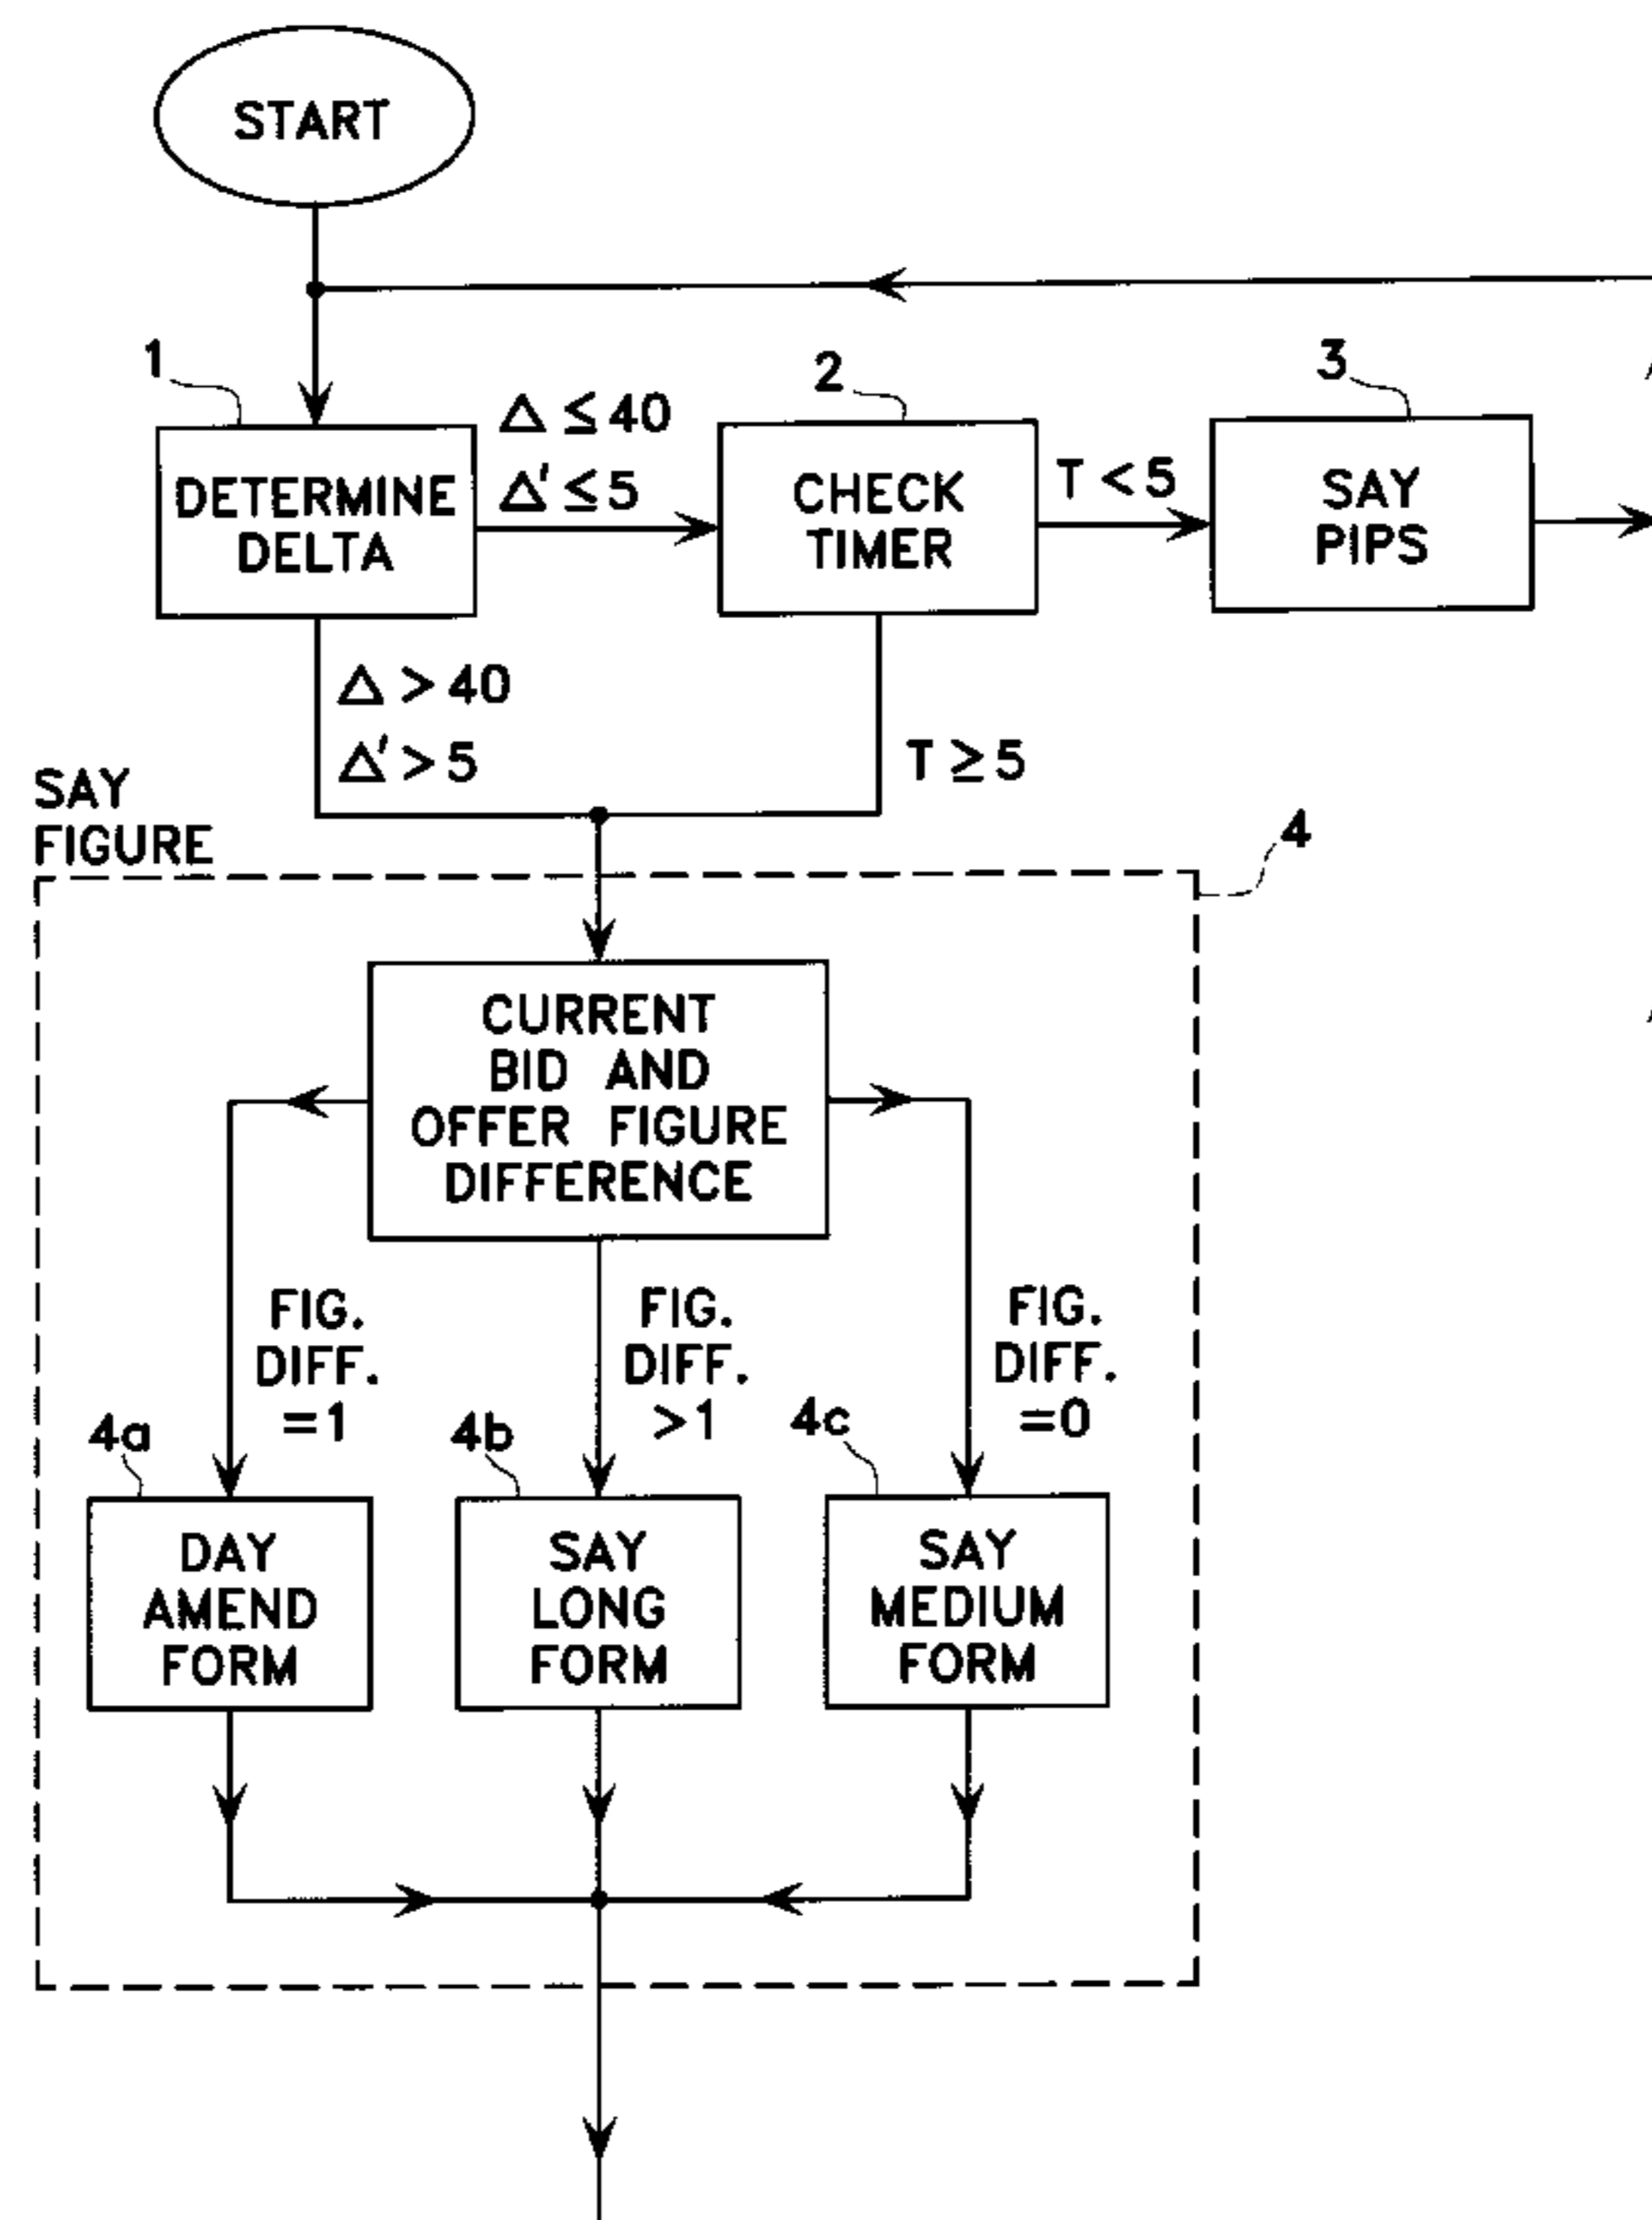 START
1
DETERMINE
DELTA
Δ ≤ 40
Δ' ≤ 5
2
CHECK
TIMER
T < 5
3
SAY
PIPS
Δ > 40
Δ' > 5
T ≥ 5
SAY
FIGURE
4
CURRENT
BID AND
OFFER FIGURE
DIFFERENCE
FIG.
DIFF.
=1
FIG.
DIFF.
>1
FIG.
DIFF.
=0
4a
4b
4c
DAY
AMEND
FORM
SAY
LONG
FORM
SAY
MEDIUM
FORM